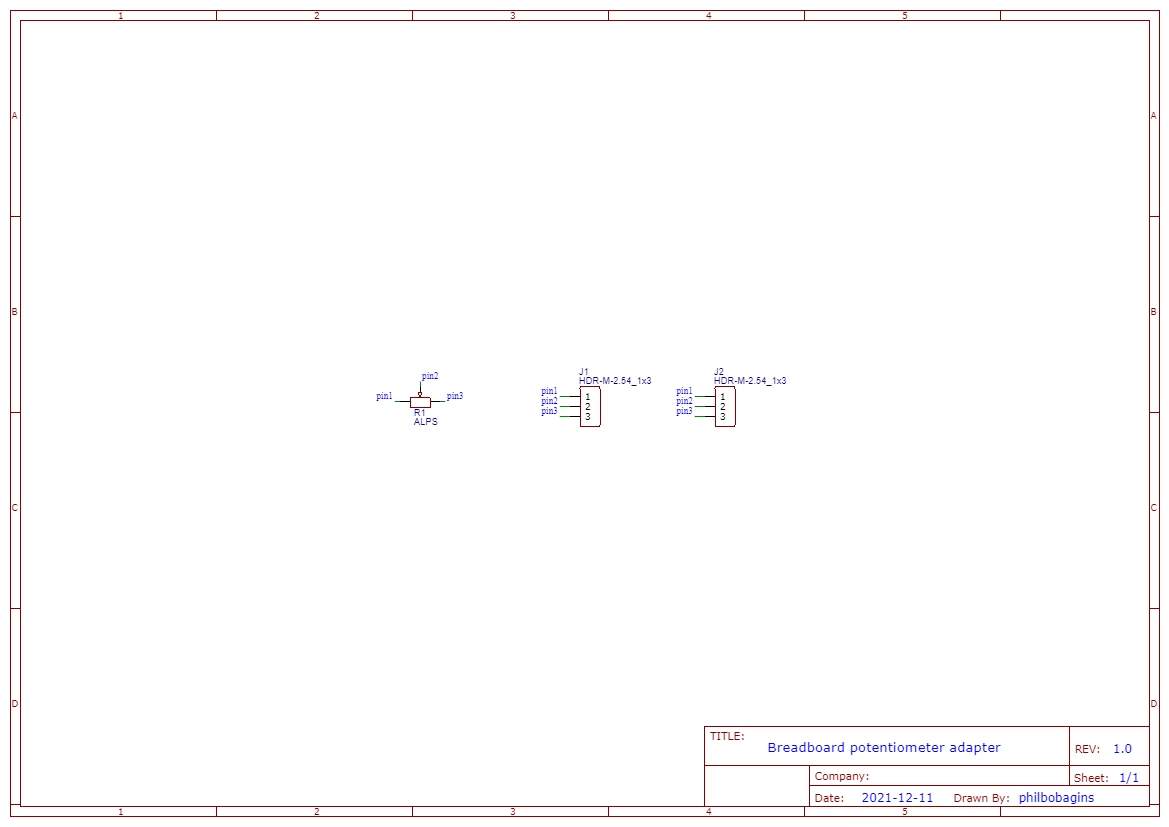 1 2 3 4 5
A A
B B
pin2
pin1 pin3
R1
ALPS
J1
HDR-M-2.54_1x3
pin1 1
pin2 2
pin3 3
J2
HDR-M-2.54_1x3
pin1 1
pin2 2
pin3 3
C C
D D
TITLE:
Breadboard potentiometer adapter
REV: 1.0
Company:
Sheet: 1/1
Date: 2021-12-11 Drawn By: philbobagins
1 2 3 4 5